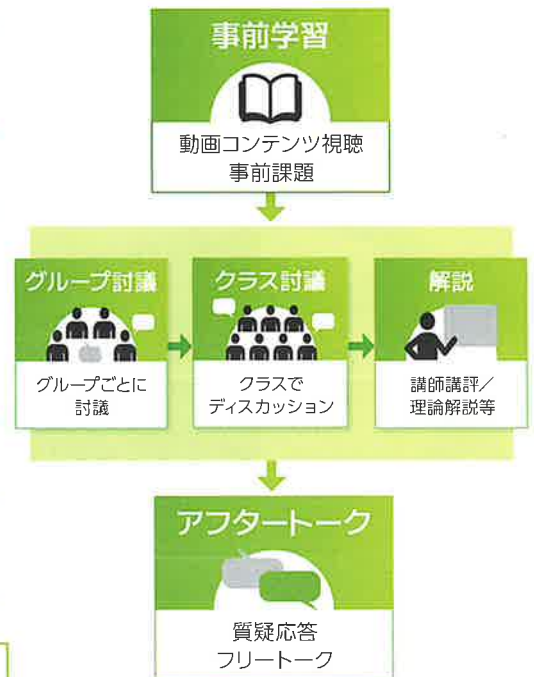 事前学習
動画コンテンツ視聴
事前課題
グループ討議
グループごとに
討議
クラス討議
クラスで
ディスカッション
解説
講師講評／
理論解説等
アフタートーク
質疑応答
フリートーク